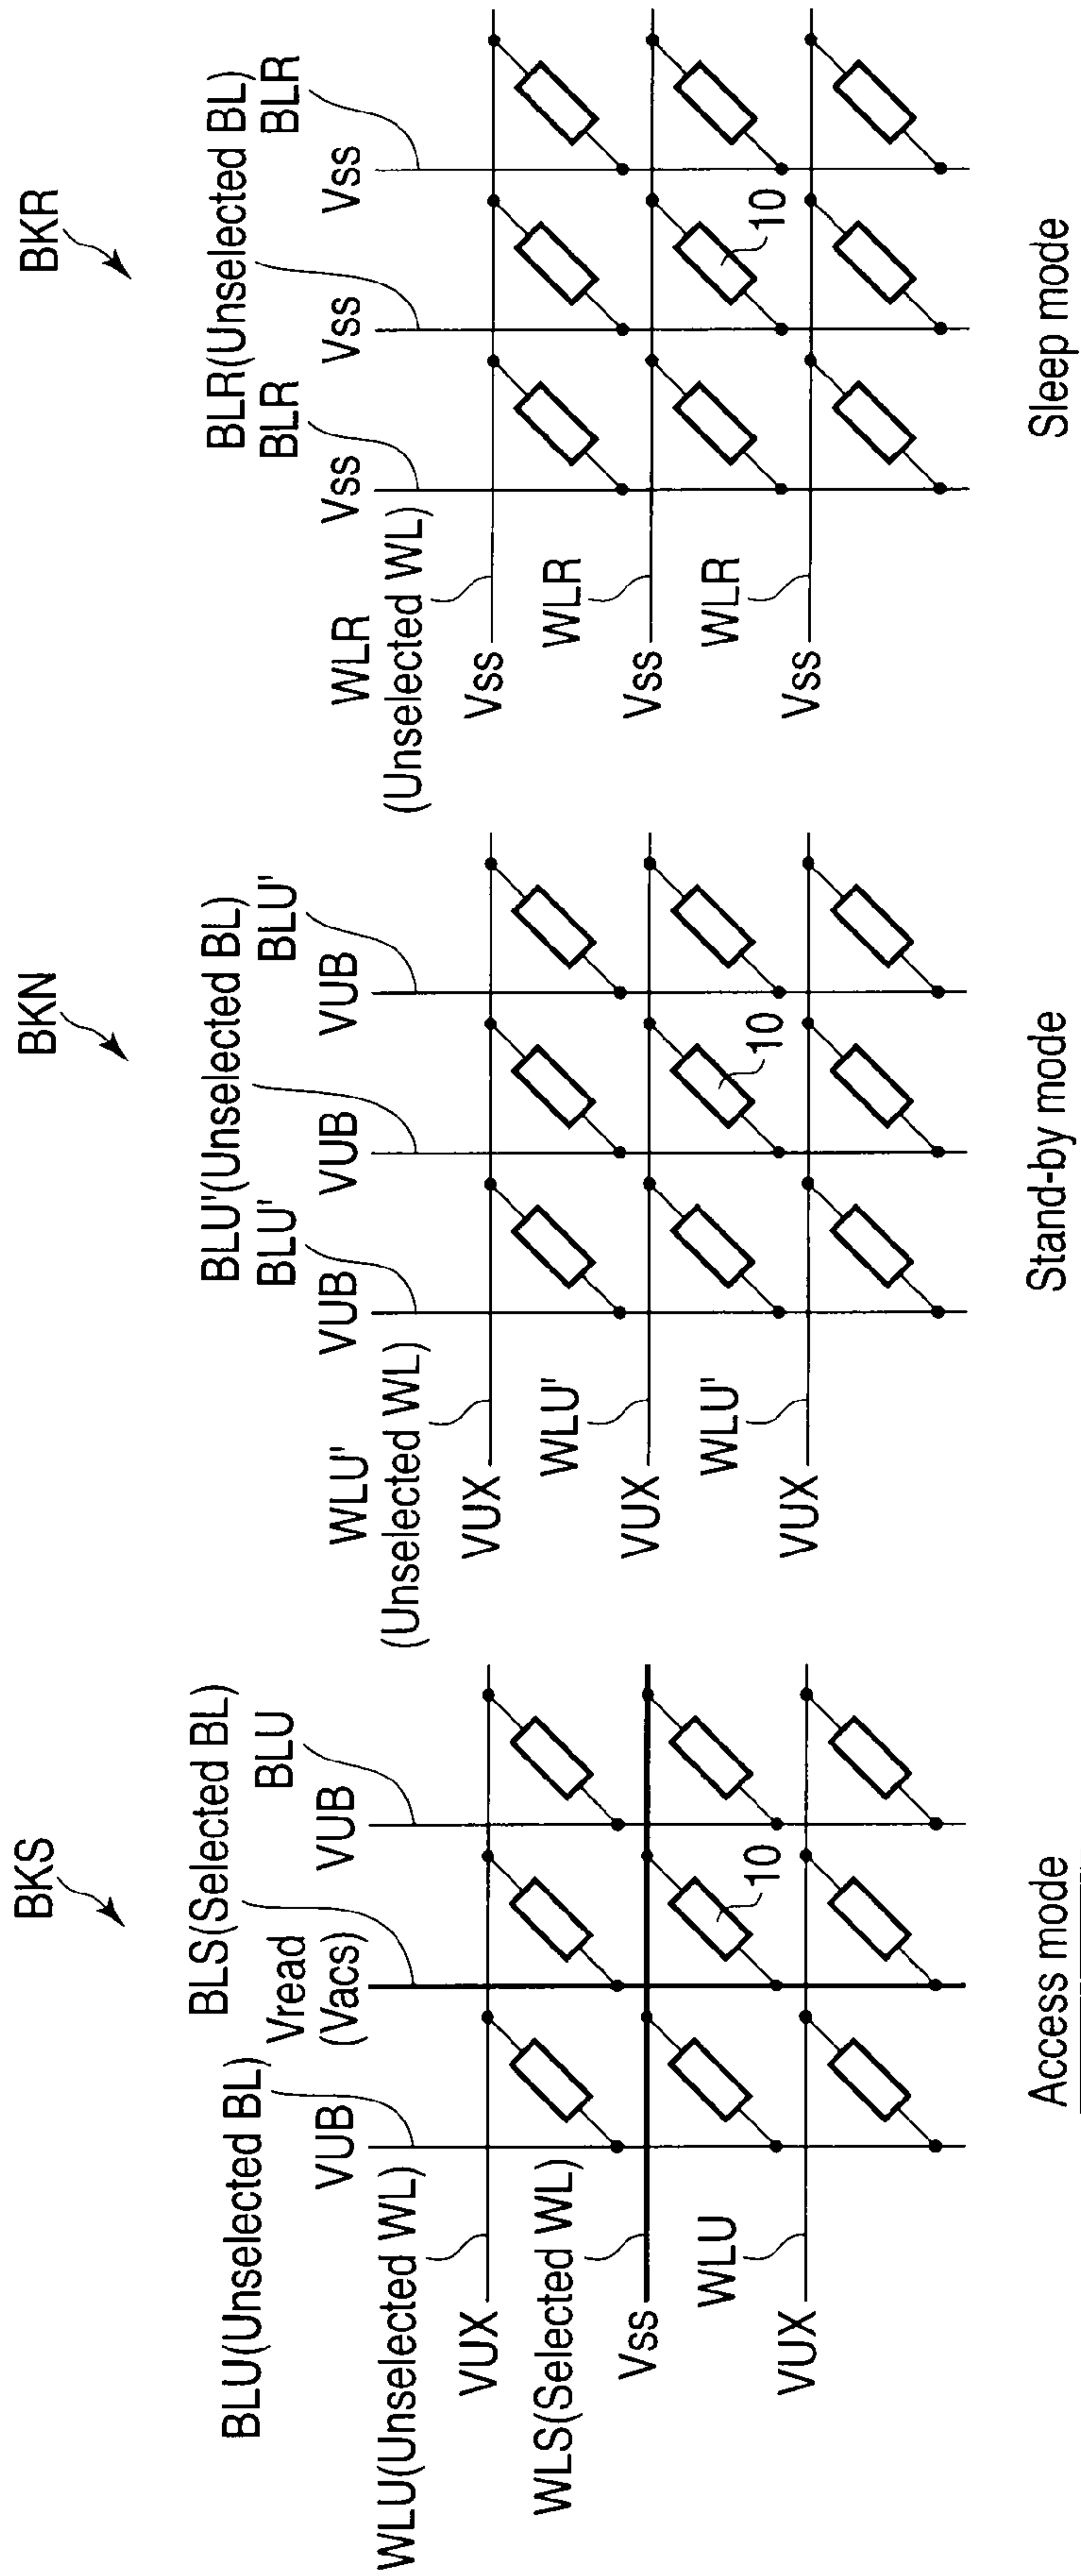 BKS
BLS(Selected BL)
BLU(Unselected BL)
Vread
(Vacs)
BLU
VUB
VUB
WLU(Unselected WL)
VUX
WLS(Selected WL)
Vss
WLU
VUX
10
Access mode
BKN
BLU'(Unselected BL)
BLU'
BLU'
VUB
VUB
VUB
WLU'
(Unselected WL)
VUX
WLU'
VUX
WLU'
VUX
10
Stand-by mode
BKR
BLR(Unselected BL)
BLR
BLR
Vss
Vss
Vss
WLR
(Unselected WL)
Vss
WLR
Vss
WLR
Vss
10
Sleep mode